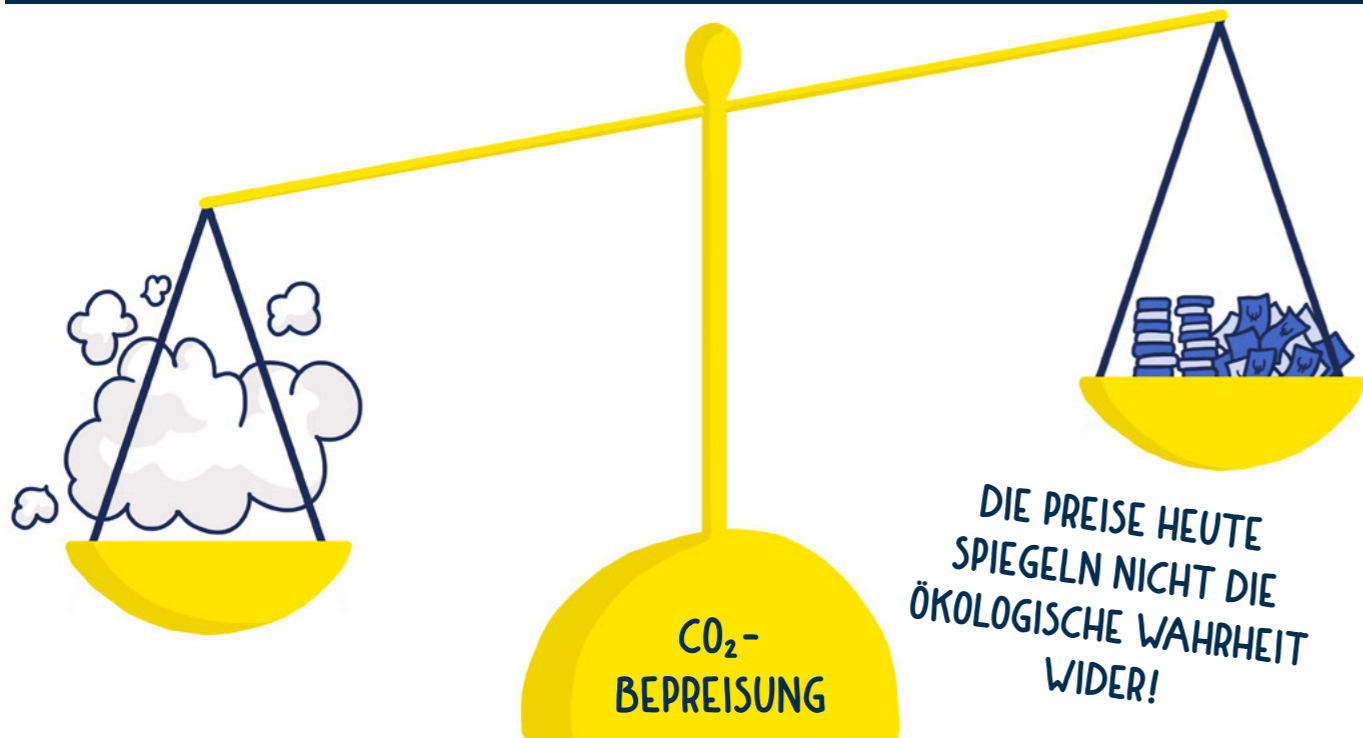 CO₂-
BEPREISUNG
DIE PREISE HEUTE
SPIEGELN NICHT DIE
ÖKOLOGISCHE WAHRHEIT
WIDER!